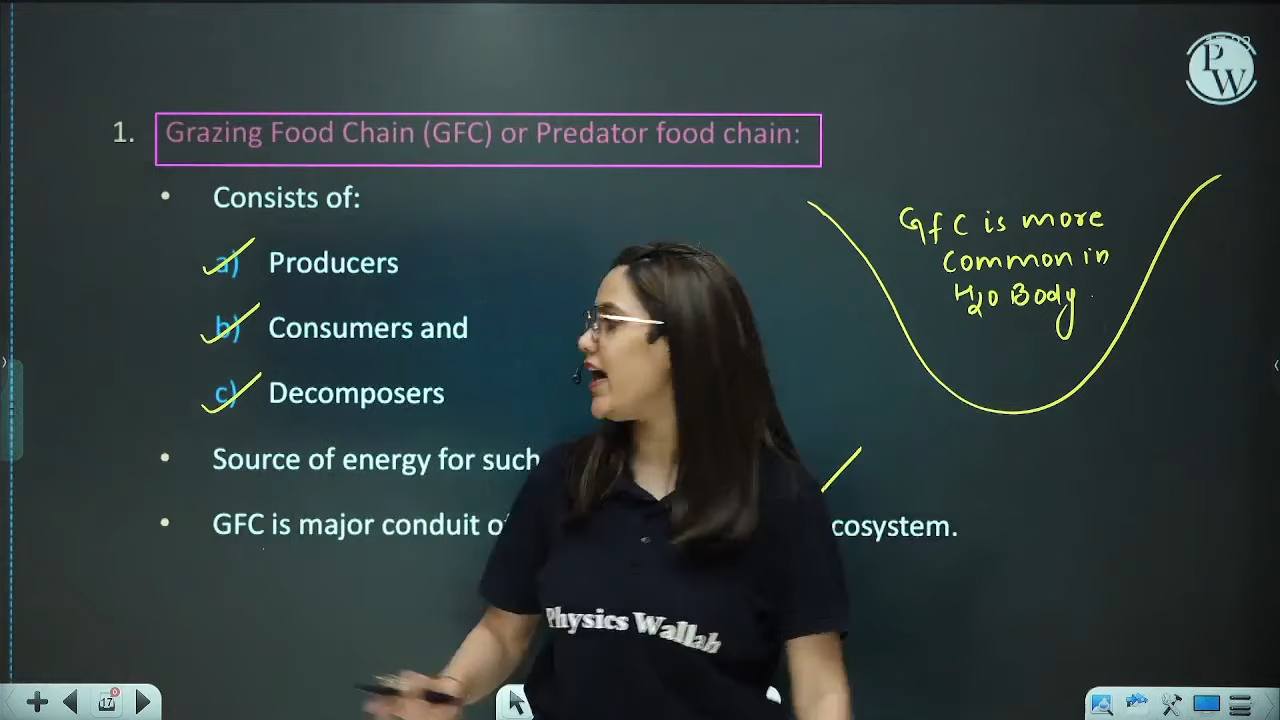 PW
1. Grazing Food Chain (GFC) or Predator food chain:
• Consists of:
a) Producers
b) Consumers and
c) Decomposers
• Source of energy for such
• GFC is major conduit cosystem.
GfC is more
Common in
H2O Body
Physics Wallah
17